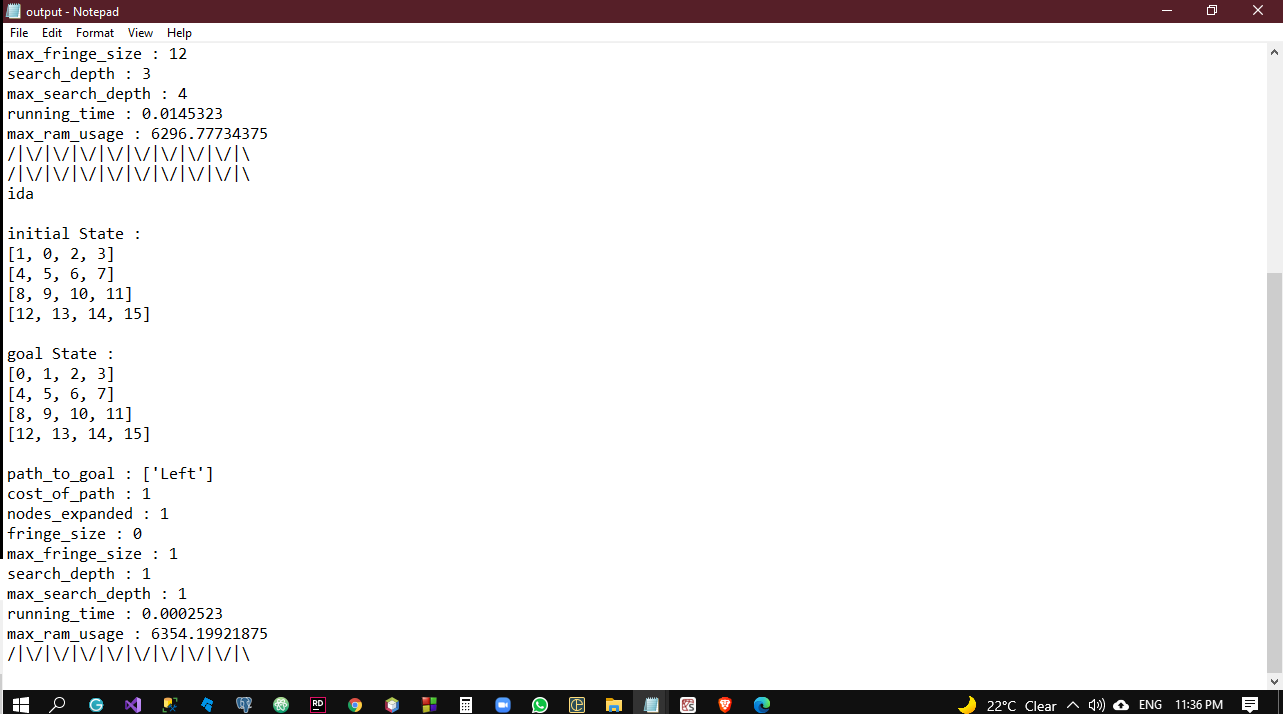 output - Notepad
File Edit Format View Help
max_fringe_size : 12
search_depth : 3
max_search_depth : 4
running_time : 0.0145323
max_ram_usage : 6296.77734375
/|\/|\/|\/|\/|\/|\/|\/|\/|\
/|\/|\/|\/|\/|\/|\/|\/|\/|\
ida
initial State :
[1, 0, 2, 3]
[4, 5, 6, 7]
[8, 9, 10, 11]
[12, 13, 14, 15]
goal State :
[0, 1, 2, 3]
[4, 5, 6, 7]
[8, 9, 10, 11]
[12, 13, 14, 15]
path_to_goal : ['Left']
cost_of_path : 1
nodes_expanded : 1
fringe_size : 0
max_fringe_size : 1
search_depth : 1
max_search_depth : 1
running_time : 0.0002523
max_ram_usage : 6354.19921875
/|\/|\/|\/|\/|\/|\/|\/|\/|\
RD
22°C Clear ENG 11:36 PM